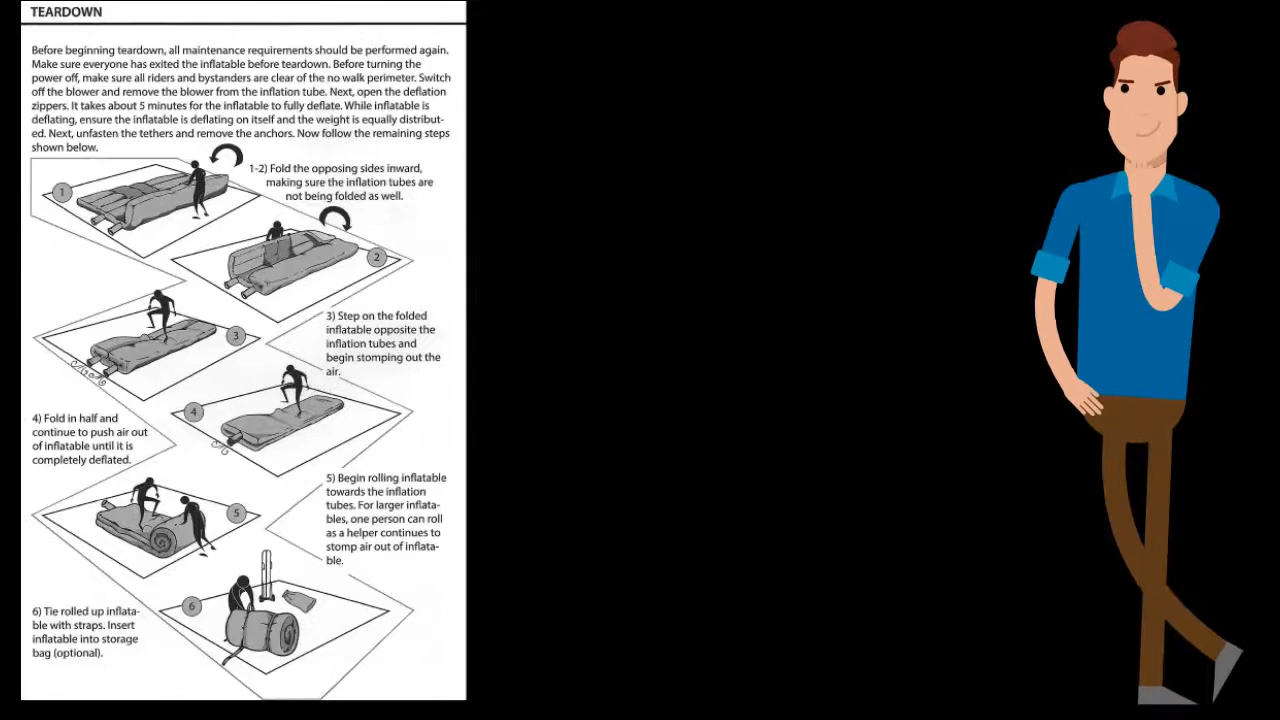 TEARDOWN
Before beginning teardown, all maintenance requirements should be performed again.
Make sure everyone has exited the inflatable before teardown. Before turning the
power off, make sure all riders and bystanders are clear of the no walk perimeter. Switch
off the blower and remove the blower from the inflation tube. Next, open the deflation
zippers. It takes about 5 minutes for the inflatable to fully deflate. While inflatable is
deflating, ensure the inflatable is deflating on itself and the weight is equally distribut-
ed. Next, unfasten the tethers and remove the anchors. Now follow the remaining steps
shown below.
1
1-2) Fold the opposing sides inward,
making sure the inflation tubes are
not being folded as well.
2
3
3) Step on the folded
inflatable opposite the
inflation tubes and
begin stomping out the
air.
4
4) Fold in half and
continue to push air out
of inflatable until it is
completely deflated.
5
5) Begin rolling inflatable
towards the inflation
tubes. For larger inflata-
bles, one person can roll
as a helper continues to
stomp air out of inflata-
ble.
6
6) Tie rolled up inflata-
ble with straps. Insert
inflatable into storage
bag (optional).